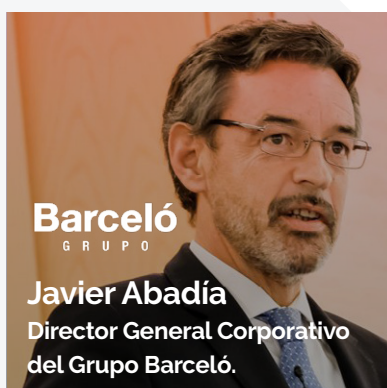 Barceló
GRUPO
Javier Abadía
Director General Corporativo
del Grupo Barceló.